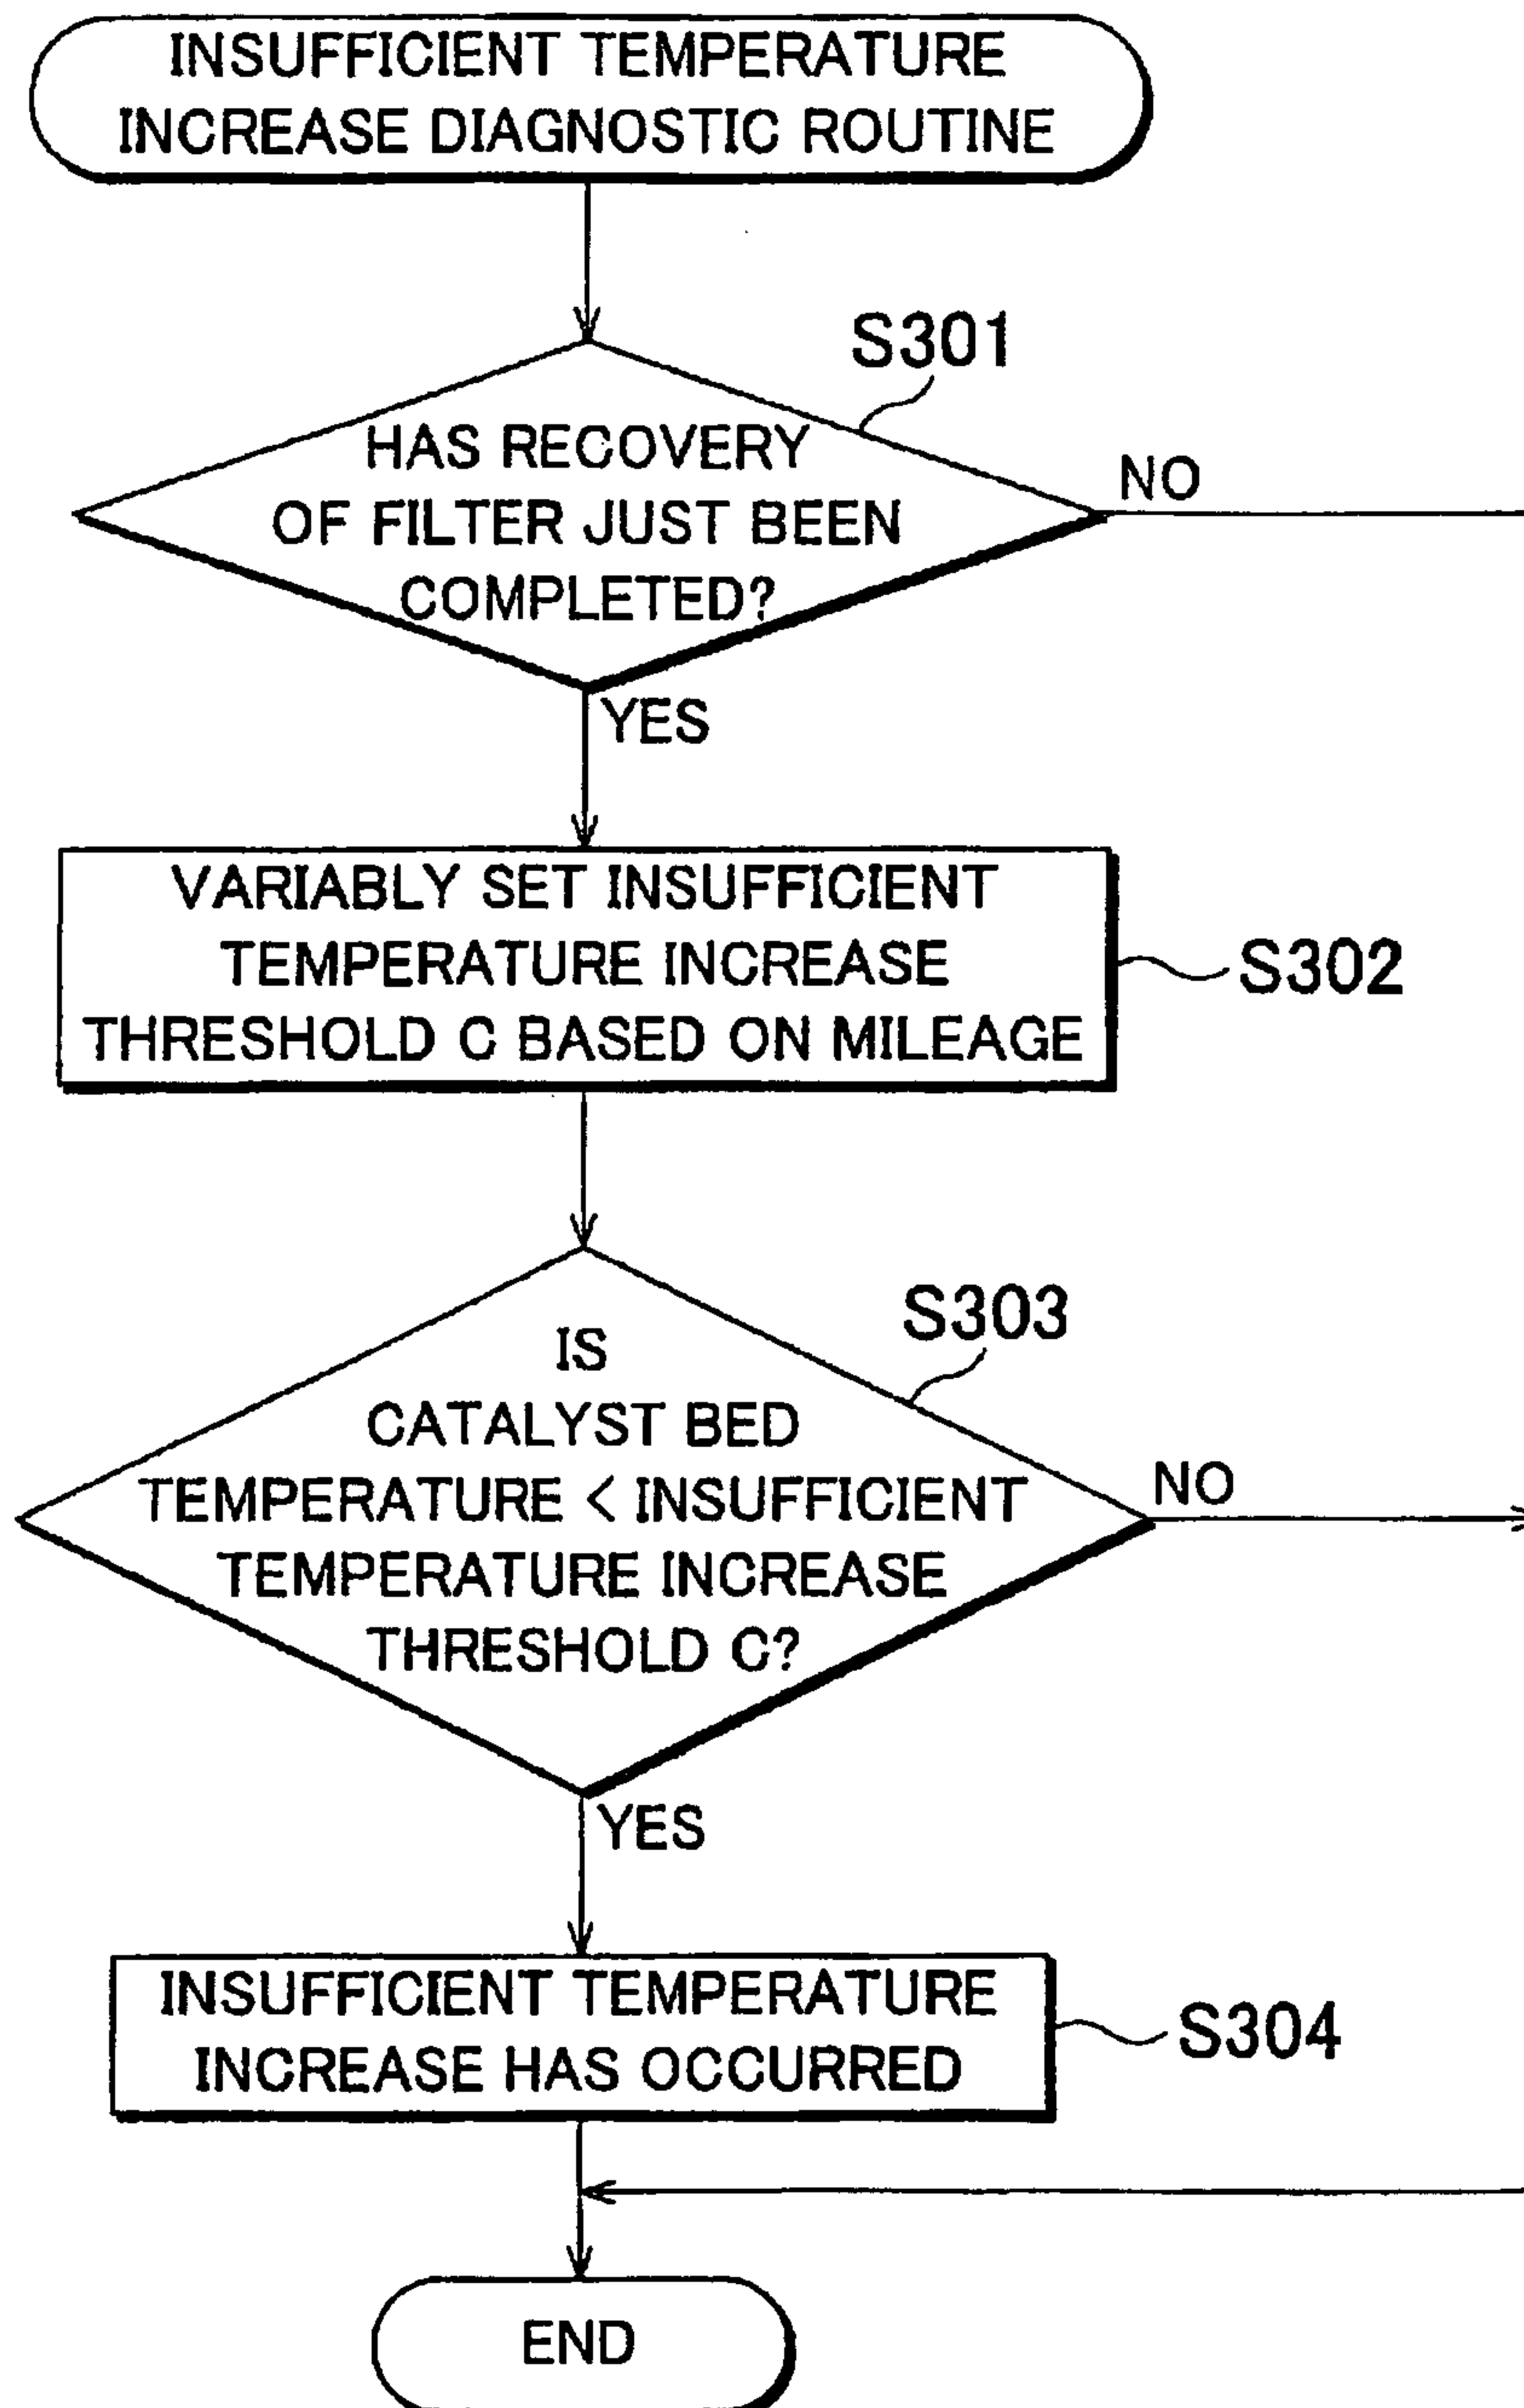 INSUFFICIENT TEMPERATURE
INCREASE DIAGNOSTIC ROUTINE
S301
HAS RECOVERY
OF FILTER JUST BEEN
COMPLETED?
NO
YES
VARIABLY SET INSUFFICIENT
TEMPERATURE INCREASE
THRESHOLD C BASED ON MILEAGE
S302
S303
IS
CATALYST BED
TEMPERATURE < INSUFFICIENT
TEMPERATURE INCREASE
THRESHOLD C?
NO
YES
INSUFFICIENT TEMPERATURE
INCREASE HAS OCCURRED
S304
END